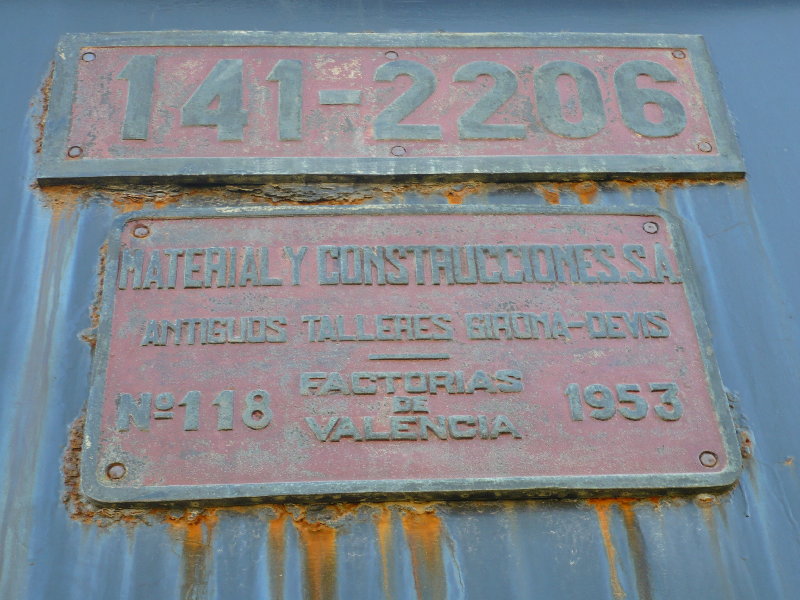 141-2206
MATERIAL Y CONSTRUCCIONES. S.A.
ANTIGUOS TALLERES GIRONA-DEVIS
FACTORIAS
Nº-118 DE 1953
VALENCIA